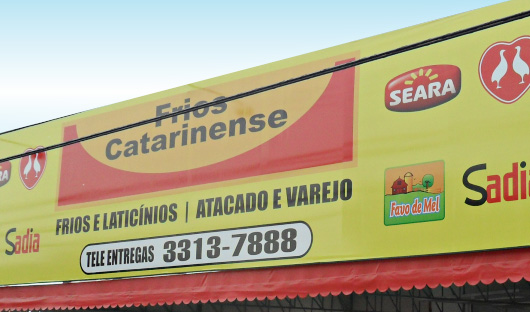 Frios
Catarinense
SEARA
Sadia
Favo de Mel
FRIOS E LATICÍNIOS | ATACADO E VAREJO
Sadia
TELE ENTREGAS 3313-7888